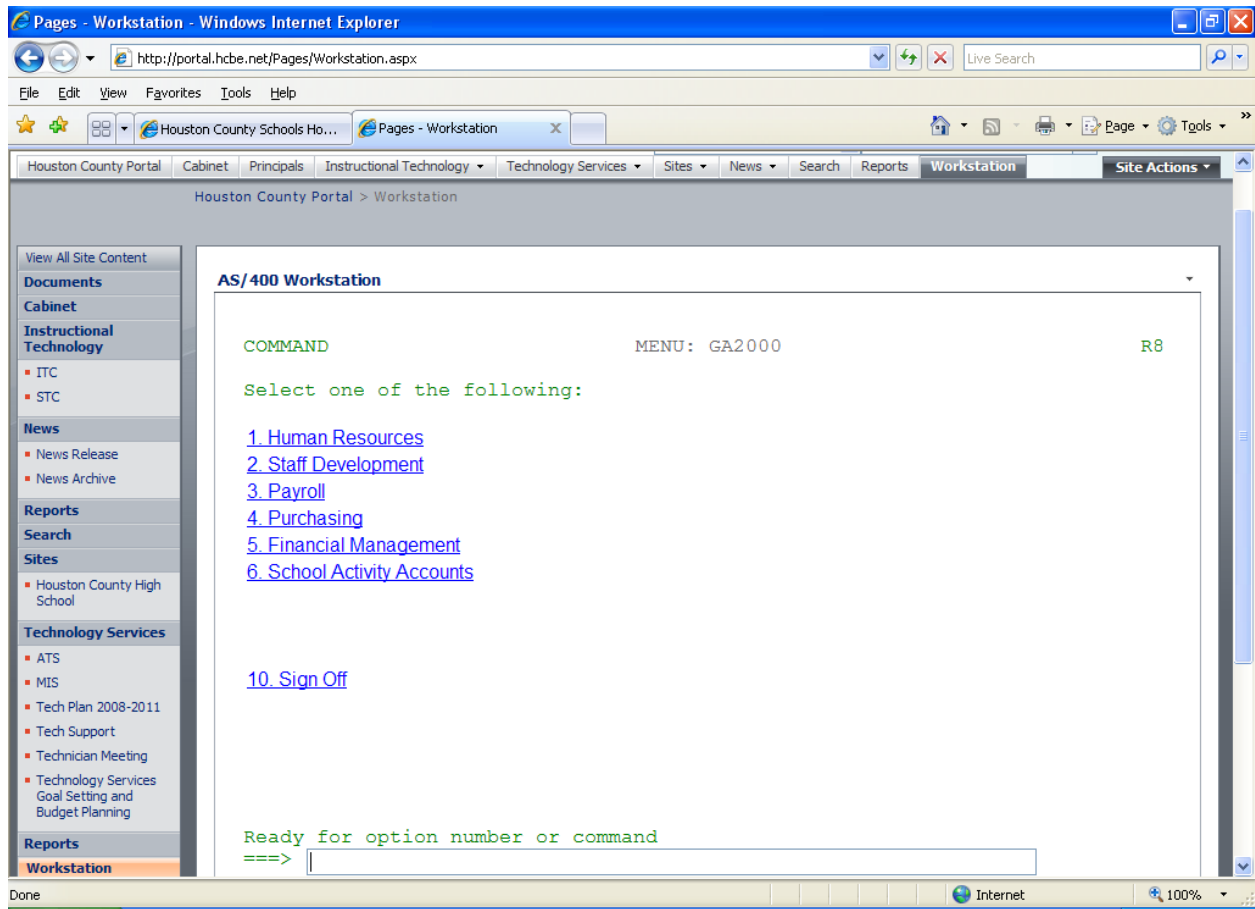 Pages - Workstation - Windows Internet Explorer
http://portal.hcbe.net/Pages/Workstation.aspx
Live Search
File Edit View Favorites Tools Help
Houston County Schools Ho...
Pages - Workstation
Page
Tools
Houston County Portal Cabinet Principals Instructional Technology Technology Services Sites News Search Reports Workstation Site Actions
Houston County Portal > Workstation
View All Site Content
Documents
Cabinet
Instructional
Technology
ITC
STC
News
News Release
News Archive
Reports
Search
Sites
Houston County High
School
Technology Services
ATS
MIS
Tech Plan 2008-2011
Tech Support
Technician Meeting
Technology Services
Goal Setting and
Budget Planning
Reports
Workstation
AS/400 Workstation
COMMAND MENU: GA2000 R8
Select one of the following:
1. Human Resources
2. Staff Development
3. Payroll
4. Purchasing
5. Financial Management
6. School Activity Accounts
10. Sign Off
Ready for option number or command
===>
Done Internet 100%